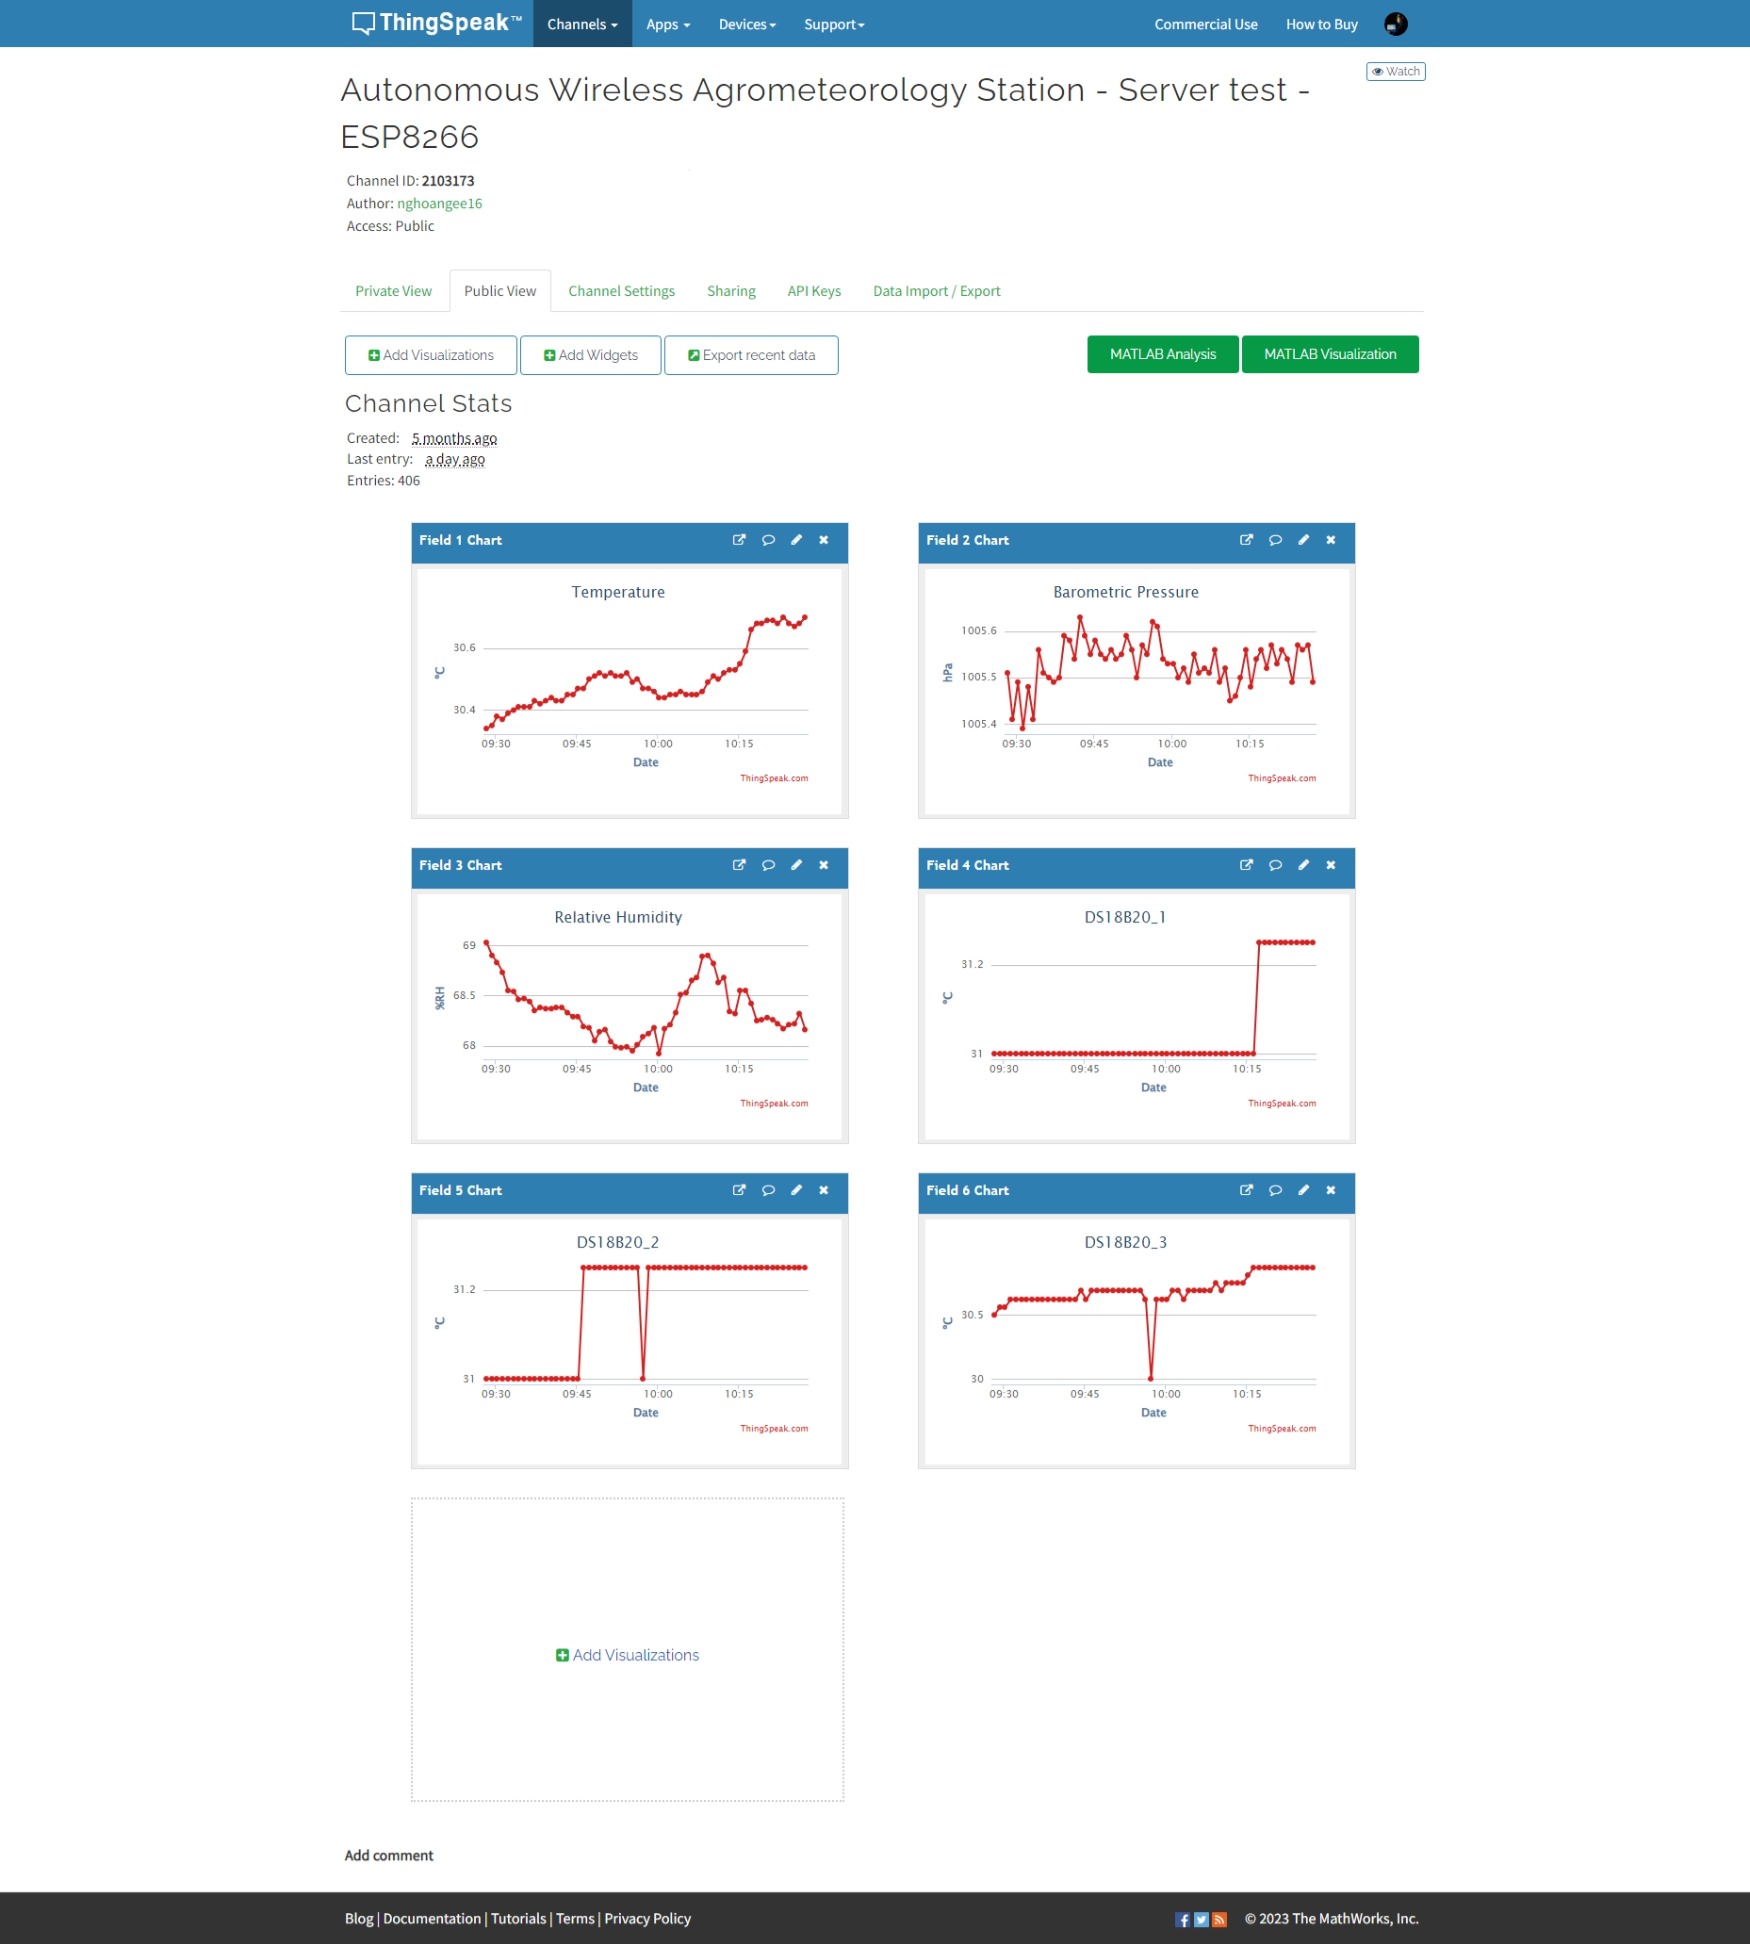 ThingSpeak™ Channels Apps Devices Support Commercial Use How to Buy
Watch
Autonomous Wireless Agrometeorology Station - Server test -
ESP8266
Channel ID: 2103173
Author: nghoangee16
Access: Public
Private View Public View Channel Settings Sharing API Keys Data Import / Export
Add Visualizations Add Widgets Export recent data MATLAB Analysis MATLAB Visualization
Channel Stats
Created: 5 months ago
Last entry: a day ago
Entries: 406
Field 1 Chart
Temperature
°C
30.6
30.4
09:30 09:45 10:00 10:15
Date
ThingSpeak.com
Field 2 Chart
Barometric Pressure
hPa
1005.6
1005.5
1005.4
09:30 09:45 10:00 10:15
Date
ThingSpeak.com
Field 3 Chart
Relative Humidity
%RH
69
68.5
68
09:30 09:45 10:00 10:15
Date
ThingSpeak.com
Field 4 Chart
DS18B20_1
°C
31.2
31
09:30 09:45 10:00 10:15
Date
ThingSpeak.com
Field 5 Chart
DS18B20_2
°C
31.2
31
09:30 09:45 10:00 10:15
Date
ThingSpeak.com
Field 6 Chart
DS18B20_3
°C
30.5
30
09:30 09:45 10:00 10:15
Date
ThingSpeak.com
Add Visualizations
Add comment
Blog | Documentation | Tutorials | Terms | Privacy Policy © 2023 The MathWorks, Inc.